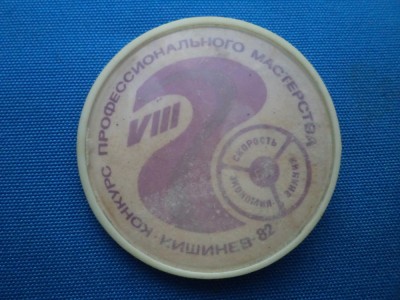 КОНКУРС ПРОФЕССИОНАЛЬНОГО МАСТЕРСТВА
VIII
СКОРОСТЬ
КИШИНЕВ-82